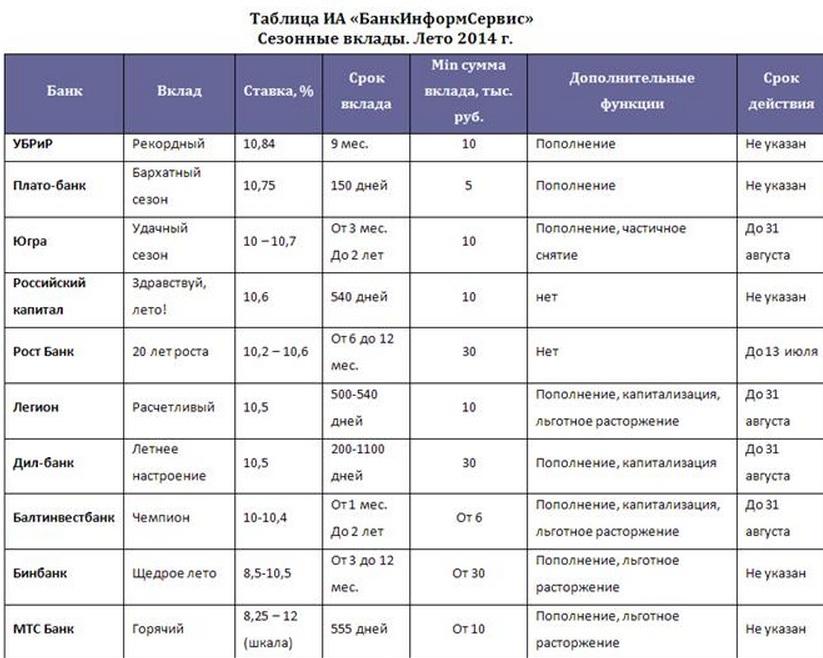 Таблица ИА «БанкИнформСервис»
Сезонные вклады. Лето 2014 г.
Банк
Вклад
Ставка, %
Срок
вклада
Min сумма
вклада, тыс.
руб.
Дополнительные
функции
Срок
действия
УБРиР
Рекордный
10,84
9 мес.
10
Пополнение
Не указан
Плато-банк
Бархатный
сезон
10,75
150 дней
5
Пополнение
Не указан
Югра
Удачный
сезон
10 – 10,7
От 3 мес.
До 2 лет
10
Пополнение, частичное
снятие
До 31
августа
Российский
капитал
Здравствуй,
лето!
10,6
540 дней
10
нет
Не указан
Рост Банк
20 лет роста
10,2 – 10,6
От 6 до 12
мес.
30
Нет
До 13 июля
Легион
Расчетливый
10,5
500-540
дней
10
Пополнение, капитализация,
льготное расторжение
До 31
августа
Дил-банк
Летнее
настроение
10,5
200-1100
дней
30
Пополнение, капитализация
До 31
августа
Балтинвестбанк
Чемпион
10-10,4
От 1 мес.
До 2 лет
От 6
Пополнение, капитализация,
льготное расторжение
До 31
августа
Бинбанк
Щедрое лето
8,5-10,5
От 3 до 12
мес.
От 30
Пополнение, льготное
расторжение
Не указан
МТС Банк
Горячий
8,25 – 12
(шкала)
555 дней
От 10
Пополнение, льготное
расторжение
Не указан